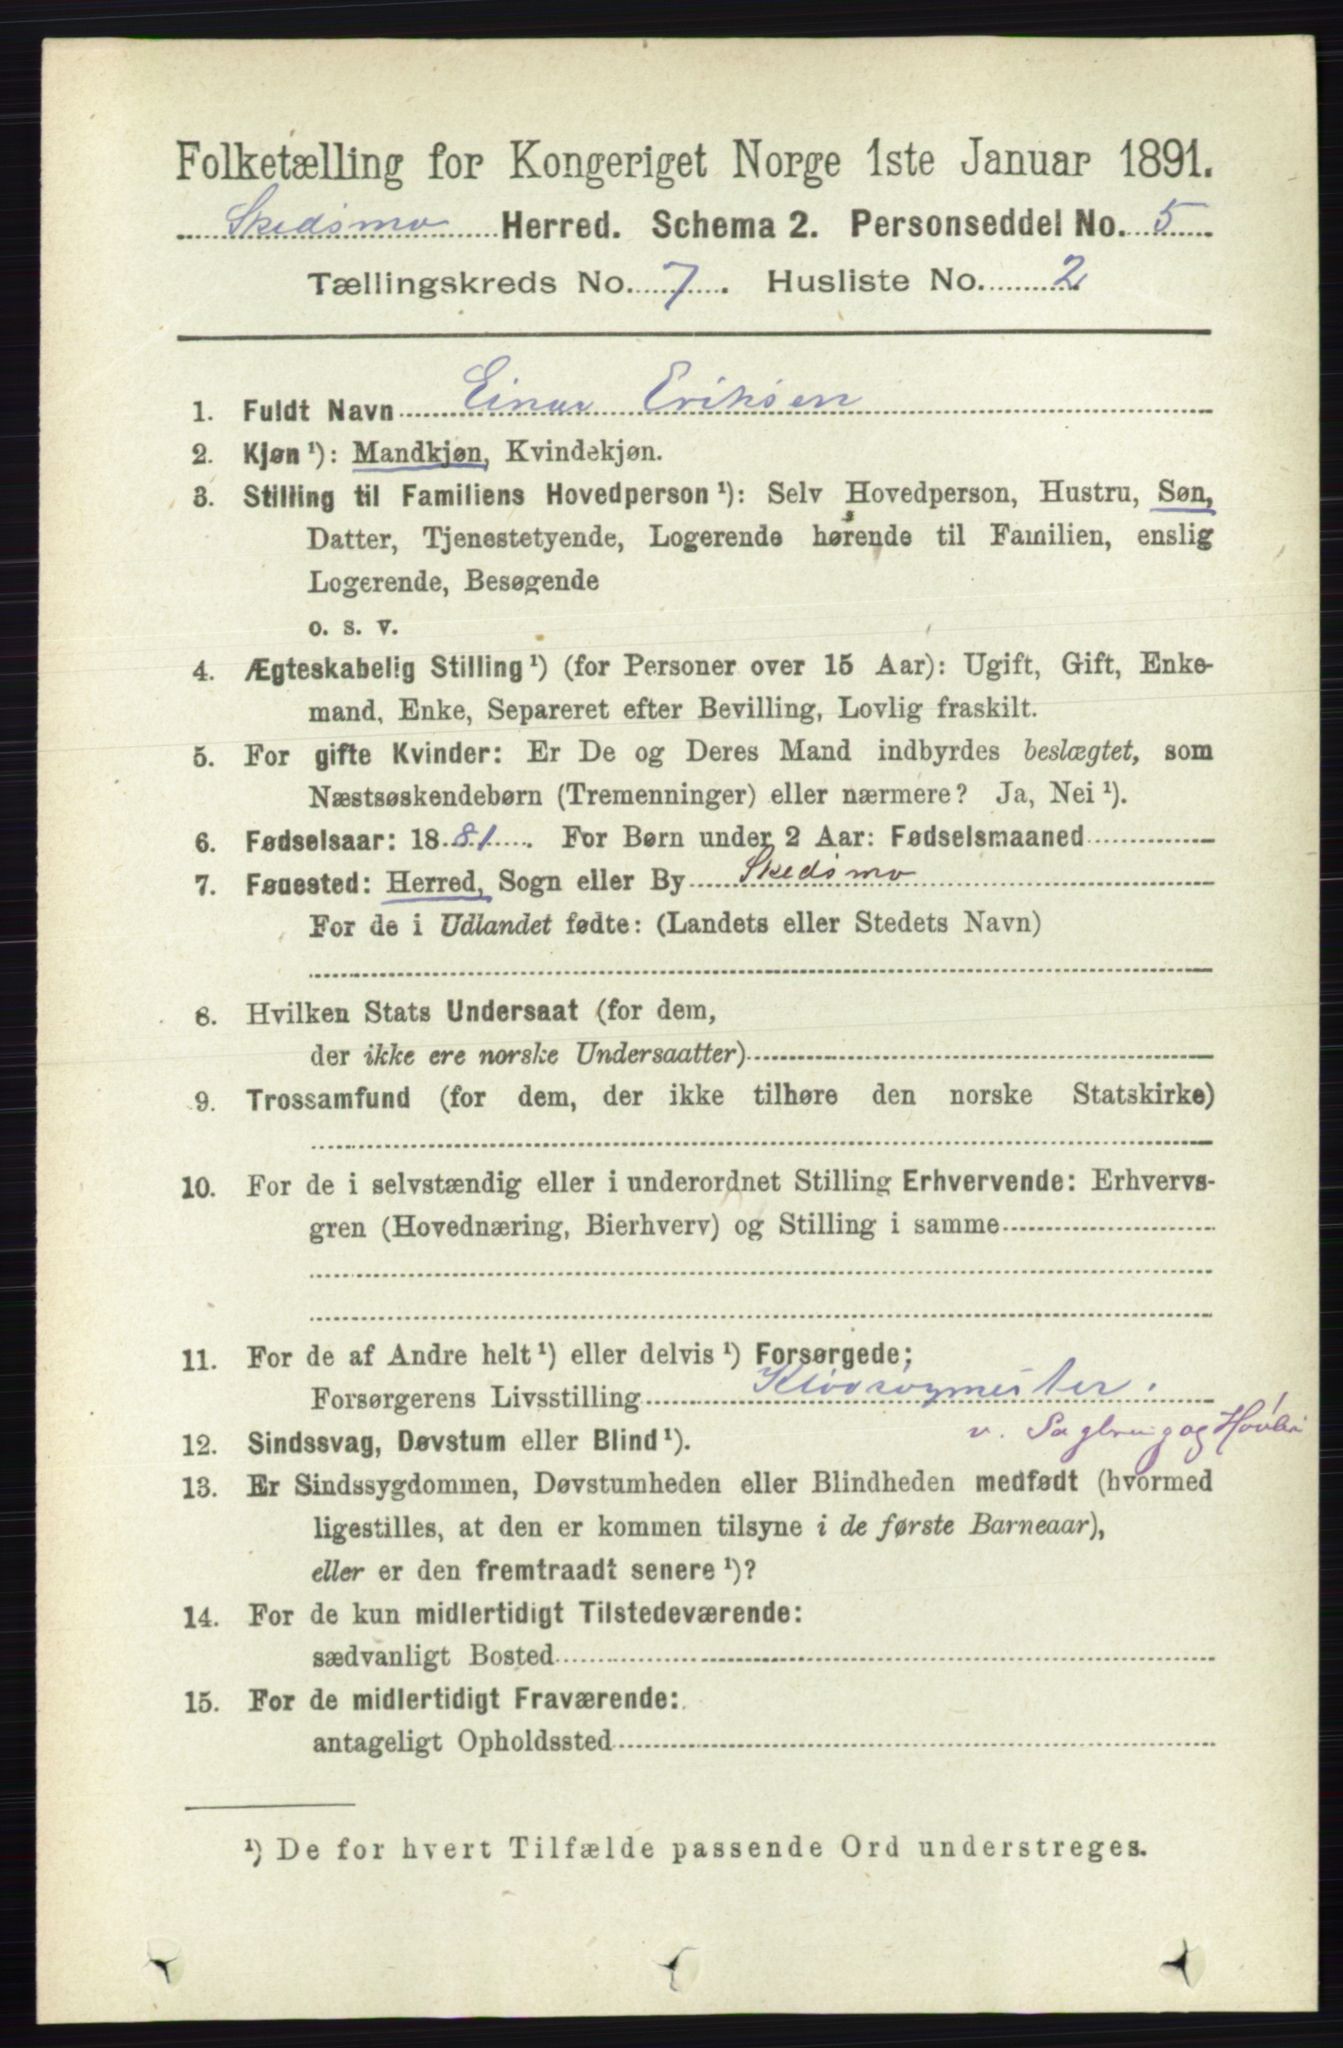 Folketælling for Kongeriget Norge 1ste Januar 1891.
Skedsmo Herred. Schema 2. Personseddel No. 5
Tællingskreds No. 7. Husliste No. 2
1. Fuldt Navn Einar Eriksen
2. Kjøn ¹): Mandkjøn, Kvindekjøn.
3. Stilling til Familiens Hovedperson ¹): Selv Hovedperson, Hustru, Søn,
Datter, Tjenestetyende, Logerende hørende til Familien, enslig
Logerende, Besøgende
o. s. v.
4. Ægteskabelig Stilling ¹) (for Personer over 15 Aar): Ugift, Gift, Enke-
mand, Enke, Separeret efter Bevilling, Lovlig fraskilt.
5. For gifte Kvinder: Er De og Deres Mand indbyrdes beslægtet, som
Næstsøskendebørn (Tremenninger) eller nærmere? Ja, Nei ¹).
6. Fødselsaar: 1881. For Børn under 2 Aar: Fødselsmaaned
7. Føuested: Herred, Sogn eller By Skedsmo
For de i Udlandet fødte: (Landets eller Stedets Navn)
8. Hvilken Stats Undersaat (for dem,
der ikke ere norske Undersaatter)
9. Trossamfund (for dem, der ikke tilhøre den norske Statskirke)
10. For de i selvstændig eller i underordnet Stilling Erhvervende: Erhvervs-
gren (Hovednæring, Bierhverv) og Stilling i samme
11. For de af Andre helt ¹) eller delvis ¹) Forsørgede;
Forsørgerens Livsstilling
v. Sagbrug og
12. Sindssvag, Døvstum eller Blind ¹).
13. Er Sindssygdommen, Døvstumheden eller Blindheden medfødt (hvormed
ligestilles, at den er kommen tilsyne i de første Barneaar),
eller er den fremtraadt senere ¹)?
14. For de kun midlertidigt Tilstedeværende:
sædvanligt Bosted
15. For de midlertidigt Fraværende:
antageligt Opholdssted
¹) De for hvert Tilfælde passende Ord understreges.